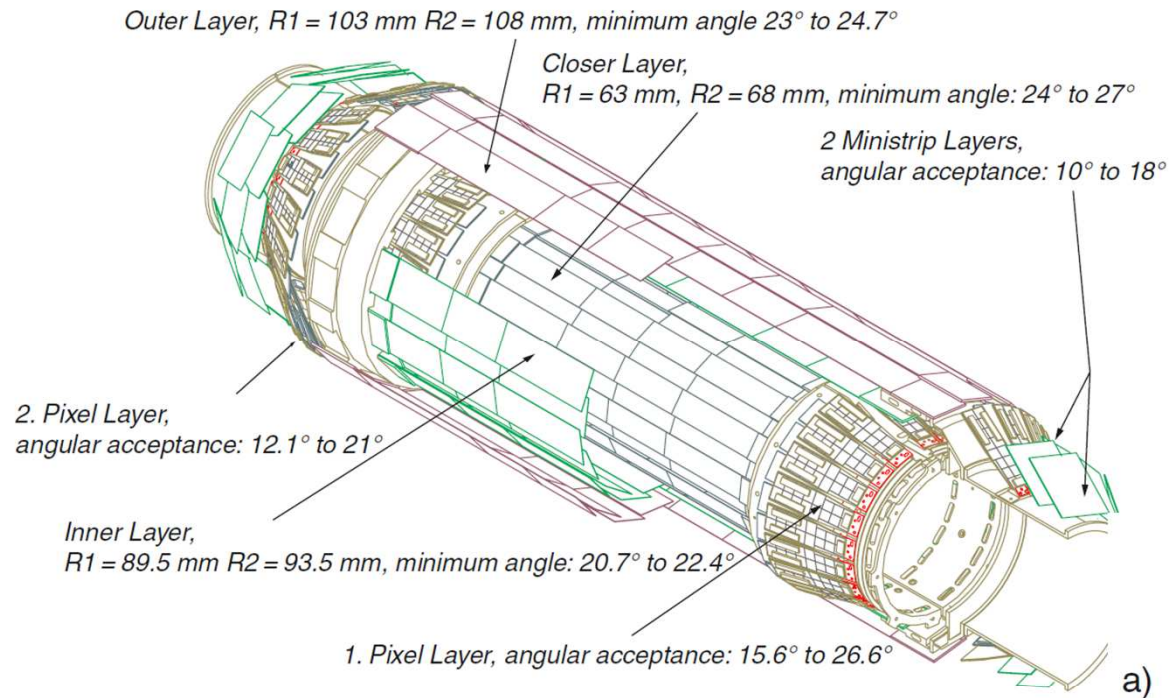 Outer Layer, R1 = 103 mm R2 = 108 mm, minimum angle 23° to 24.7°
Closer Layer,
R1 = 63 mm, R2 = 68 mm, minimum angle: 24° to 27°
2 Ministrip Layers,
angular acceptance: 10° to 18°
2. Pixel Layer,
angular acceptance: 12.1° to 21°
Inner Layer,
R1 = 89.5 mm R2 = 93.5 mm, minimum angle: 20.7° to 22.4°
1. Pixel Layer, angular acceptance: 15.6° to 26.6°
a)